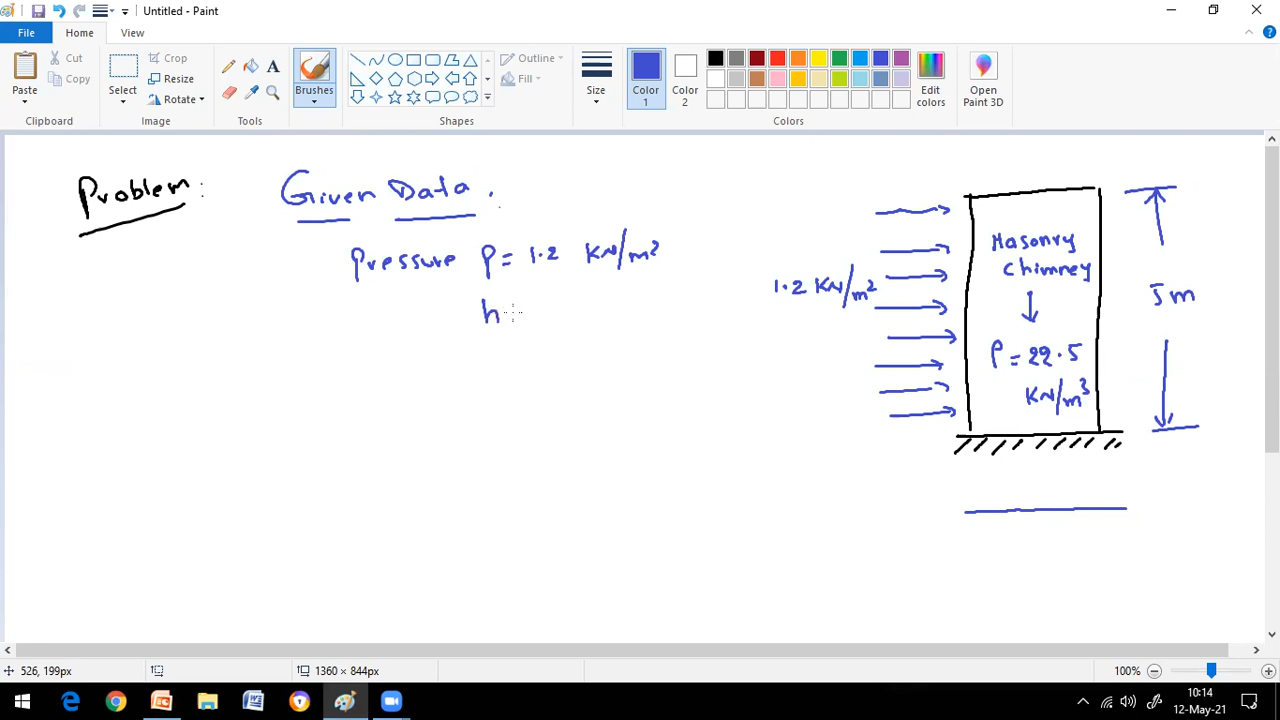 Untitled - Paint
File
Home
View
Paste
Cut
Copy
Clipboard
Select
Crop
Resize
Rotate
Image
A
Tools
Brushes
Outline
Fill
Shapes
Size
Color 1
Color 2
Edit colors
Colors
Open Paint 3D
Problem:
Given Data.
Pressure P = 1.2 KN/m²
h
1.2 KN/m²
Masonry
chimney
ρ = 22.5
KN/m³
5m
526, 199px
1360 × 844px
100%
10:14
12-May-21